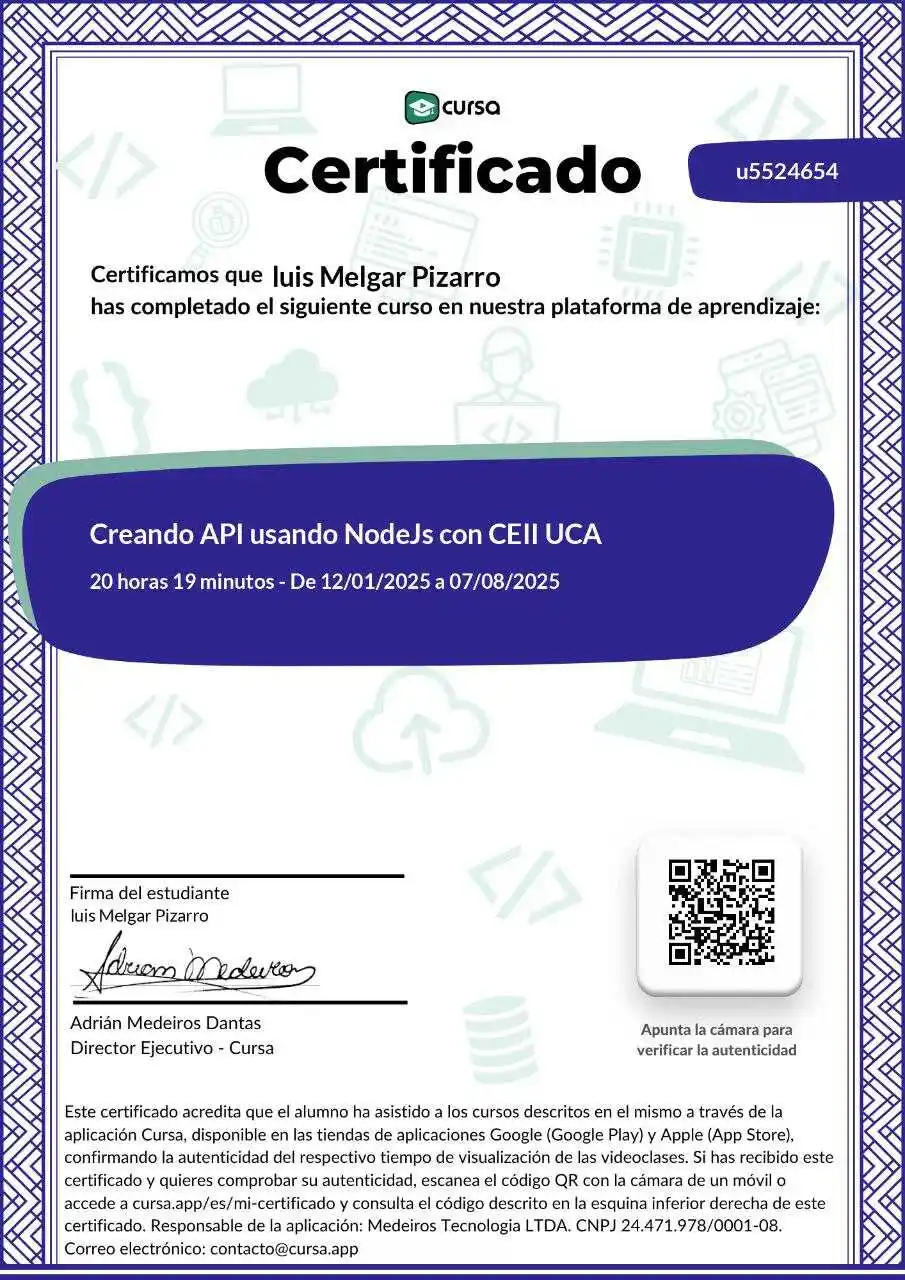 cursa
Certificado
u5524654
Certificamos que luis Melgar Pizarro
has completado el siguiente curso en nuestra plataforma de aprendizaje:
Creando API usando NodeJs con CEII UCA
20 horas 19 minutos - De 12/01/2025 a 07/08/2025
Firma del estudiante
luis Melgar Pizarro
Adrian Medeiros
Adrián Medeiros Dantas
Director Ejecutivo - Cursa
Apunta la cámara para
verificar la autenticidad
Este certificado acredita que el alumno ha asistido a los cursos descritos en el mismo a través de la
aplicación Cursa, disponible en las tiendas de aplicaciones Google (Google Play) y Apple (App Store),
confirmando la autenticidad del respectivo tiempo de visualización de las videoclases. Si has recibido este
certificado y quieres comprobar su autenticidad, escanea el código QR con la cámara de un móvil o
accede a cursa.app/es/mi-certificado y consulta el código descrito en la esquina inferior derecha de este
certificado. Responsable de la aplicación: Medeiros Tecnologia LTDA. CNPJ 24.471.978/0001-08.
Correo electrónico: contacto@cursa.app